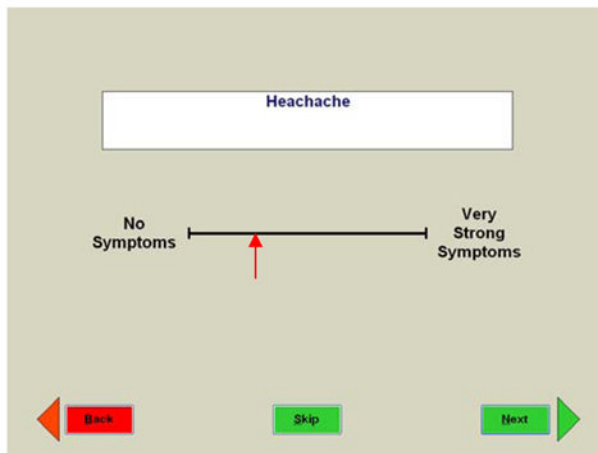 Heachache
No
Symptoms
Very
Strong
Symptoms
Back
Skip
Next